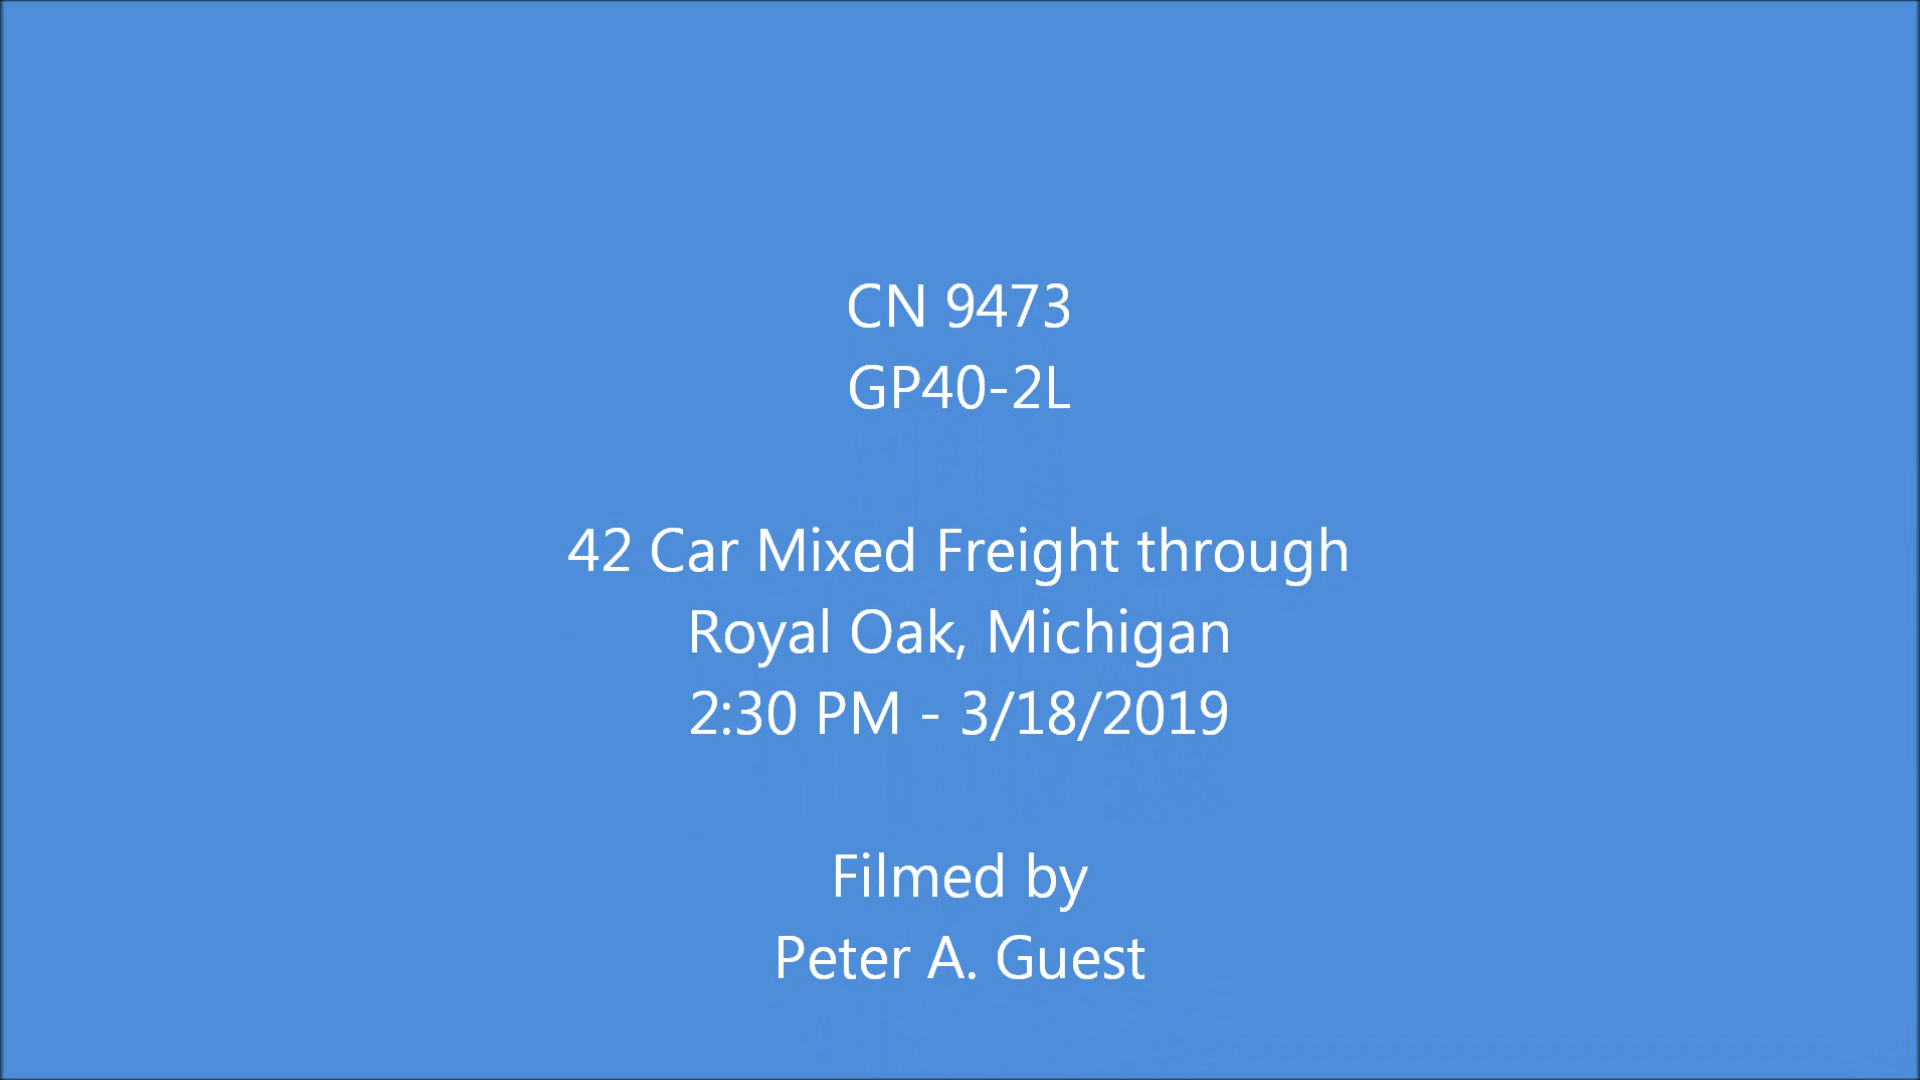 CN 9473
GP40-2L
42 Car Mixed Freight through
Royal Oak, Michigan
2:30 PM - 3/18/2019
Filmed by
Peter A. Guest